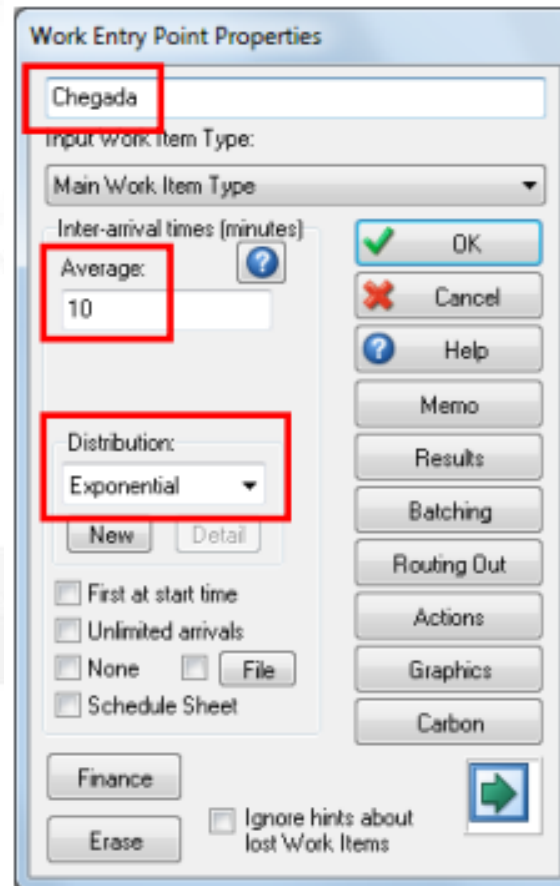 Work Entry Point Properties
Chegada
Input Work Item Type:
Main Work Item Type
Inter-arrival times (minutes)
Average:
10
Distribution:
Exponential
New Detail
First at start time
Unlimited arrivals
None File
Schedule Sheet
OK
Cancel
Help
Memo
Results
Batching
Routing Out
Actions
Graphics
Carbon
Finance
Erase
Ignore hints about
lost Work Items